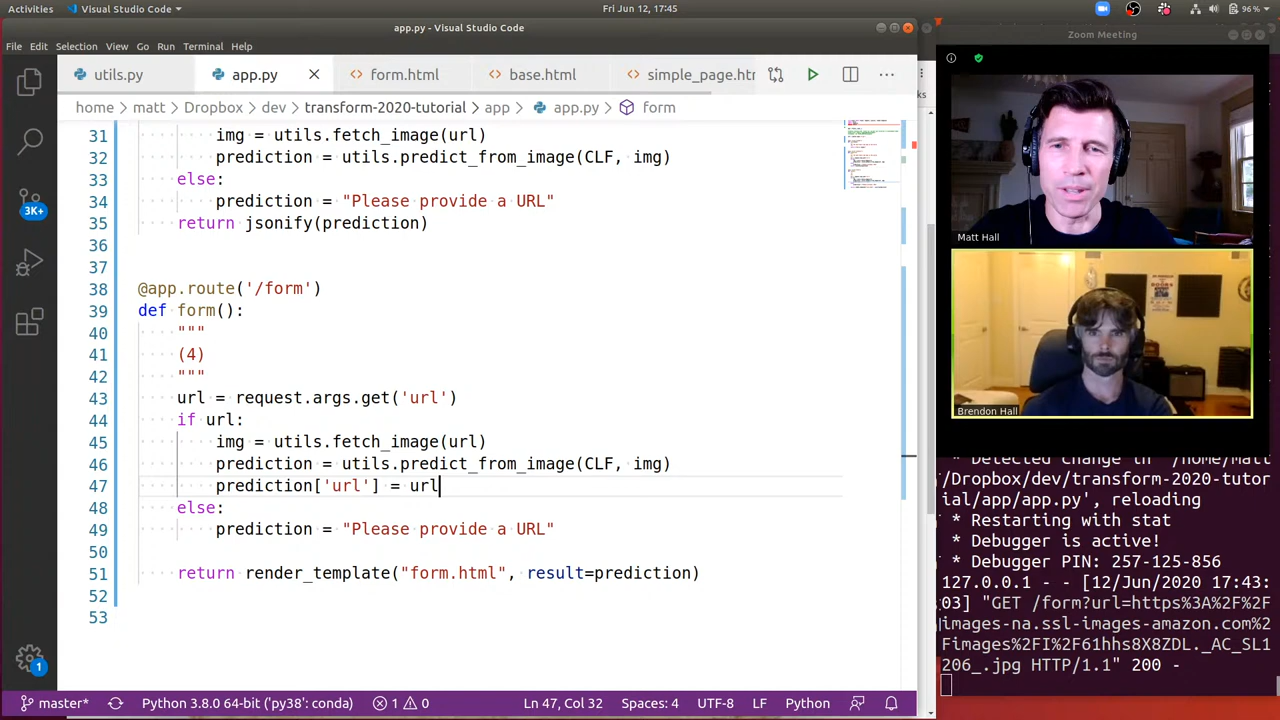 Activities Visual Studio Code Fri Jun 12, 17:45 96%
app.py - Visual Studio Code
Zoom Meeting
File Edit Selection View Go Run Terminal Help
utils.py app.py form.html base.html simple_page.htm
home > matt > Dropbox > dev > transform-2020-tutorial > app > app.py > form
31 img = utils.fetch_image(url)
32 prediction = utils.predict_from_image(CLF, img)
33 else:
34 prediction = "Please provide a URL"
35 return jsonify(prediction)
36
37
38 @app.route('/form')
39 def form():
40 """
41 (4)
42 """
43 url = request.args.get('url')
44 if url:
45 img = utils.fetch_image(url)
46 prediction = utils.predict_from_image(CLF, img)
47 prediction['url'] = url
48 else:
49 prediction = "Please provide a URL"
50
51 return render_template("form.html", result=prediction)
52
53
3K+
1
master* Python 3.8.0 64-bit ('py38': conda) 1 0 Ln 47, Col 32 Spaces: 4 UTF-8 LF Python
Matt Hall
Brendon Hall
* Detected change in '/home/matt
/Dropbox/dev/transform-2020-tutor
ial/app/app.py', reloading
* Restarting with stat
* Debugger is active!
* Debugger PIN: 257-125-856
127.0.0.1 - - [12/Jun/2020 17:43:
03] "GET /form?url=https%3A%2F%2F
images-na.ssl-images-amazon.com%2
Fimages%2FI%2F61hhs8X8ZDL._AC_SL1
206_.jpg HTTP/1.1" 200 -